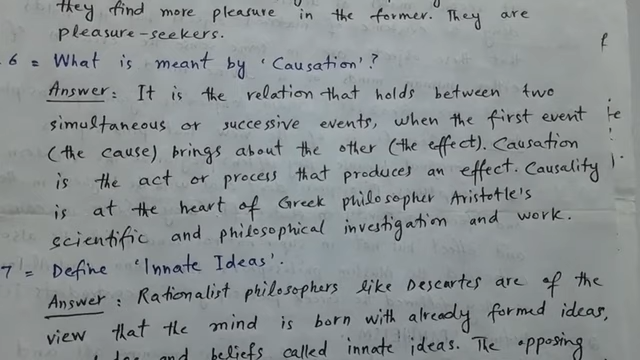 they find more pleasure in the former. They are
pleasure-seekers.
6 = What is meant by 'Causation'?
Answer: It is the relation that holds between two
simultaneous or successive events, when the first event
(the cause) brings about the other (the effect). Causation
is the act or process that produces an effect. Causality
is at the heart of Greek philosopher Aristotle's
scientific and philosophical investigation and work.
7 = Define 'Innate Ideas'.
Answer: Rationalist philosophers like Descartes are of the
view that the mind is born with already formed ideas,
and beliefs called innate ideas. The opposing